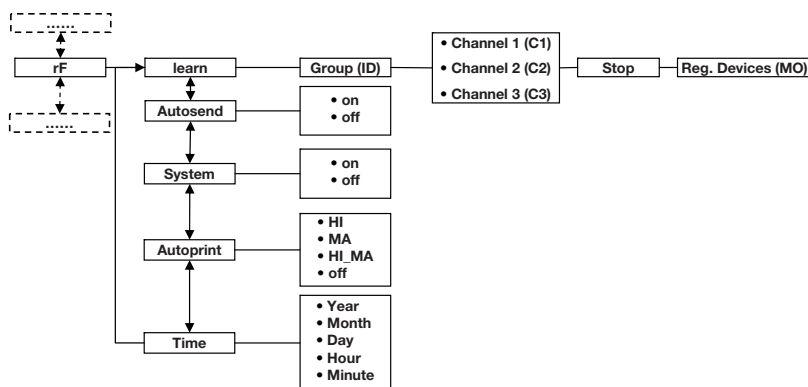 ......
rF
......
learn
Group (ID)
• Channel 1 (C1)
• Channel 2 (C2)
• Channel 3 (C3)
Stop
Reg. Devices (MO)
Autosend
• on
• off
System
• on
• off
Autoprint
• HI
• MA
• HI_MA
• off
Time
• Year
• Month
• Day
• Hour
• Minute